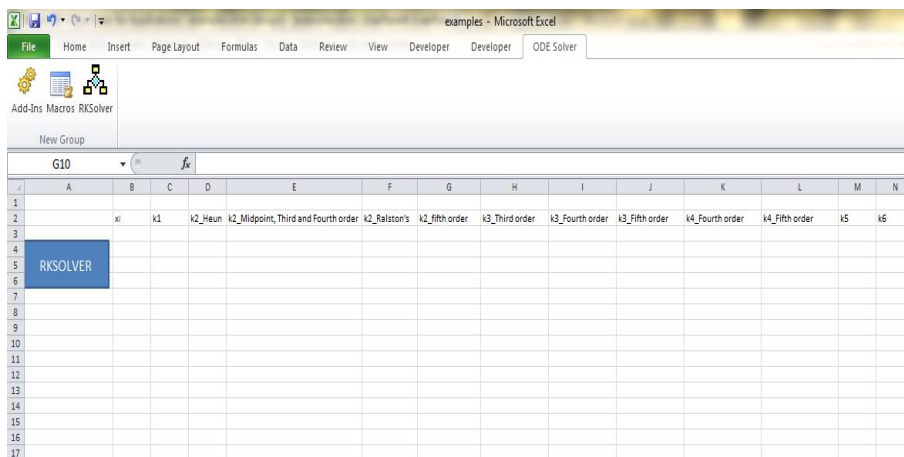 examples - Microsoft Excel
File Home Insert Page Layout Formulas Data Review View Developer Developer ODE Solver
Add-Ins Macros RKSolver
New Group
G10 fx
A B C D E F G H I J K L M N
1
2 xi k1 k2_Heun k2_Midpoint, Third and Fourth order k2_Ralston's k2_fifth order k3_Third order k3_Fourth order k3_Fifth order k4_Fourth order k4_Fifth order k5 k6
3
4
5 RKSOLVER
6
7
8
9
10
11
12
13
14
15
16
17